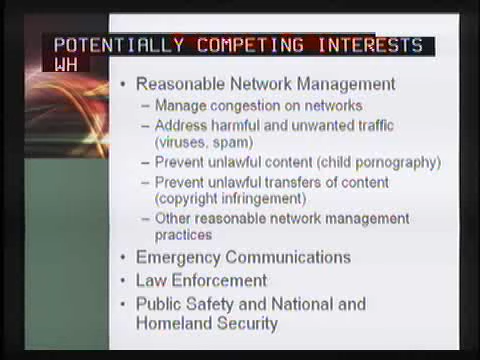 POTENTIALLY COMPETING INTERESTS
WH
• Reasonable Network Management
– Manage congestion on networks
– Address harmful and unwanted traffic
(viruses, spam)
– Prevent unlawful content (child pornography)
– Prevent unlawful transfers of content
(copyright infringement)
– Other reasonable network management
practices
• Emergency Communications
• Law Enforcement
• Public Safety and National and
Homeland Security